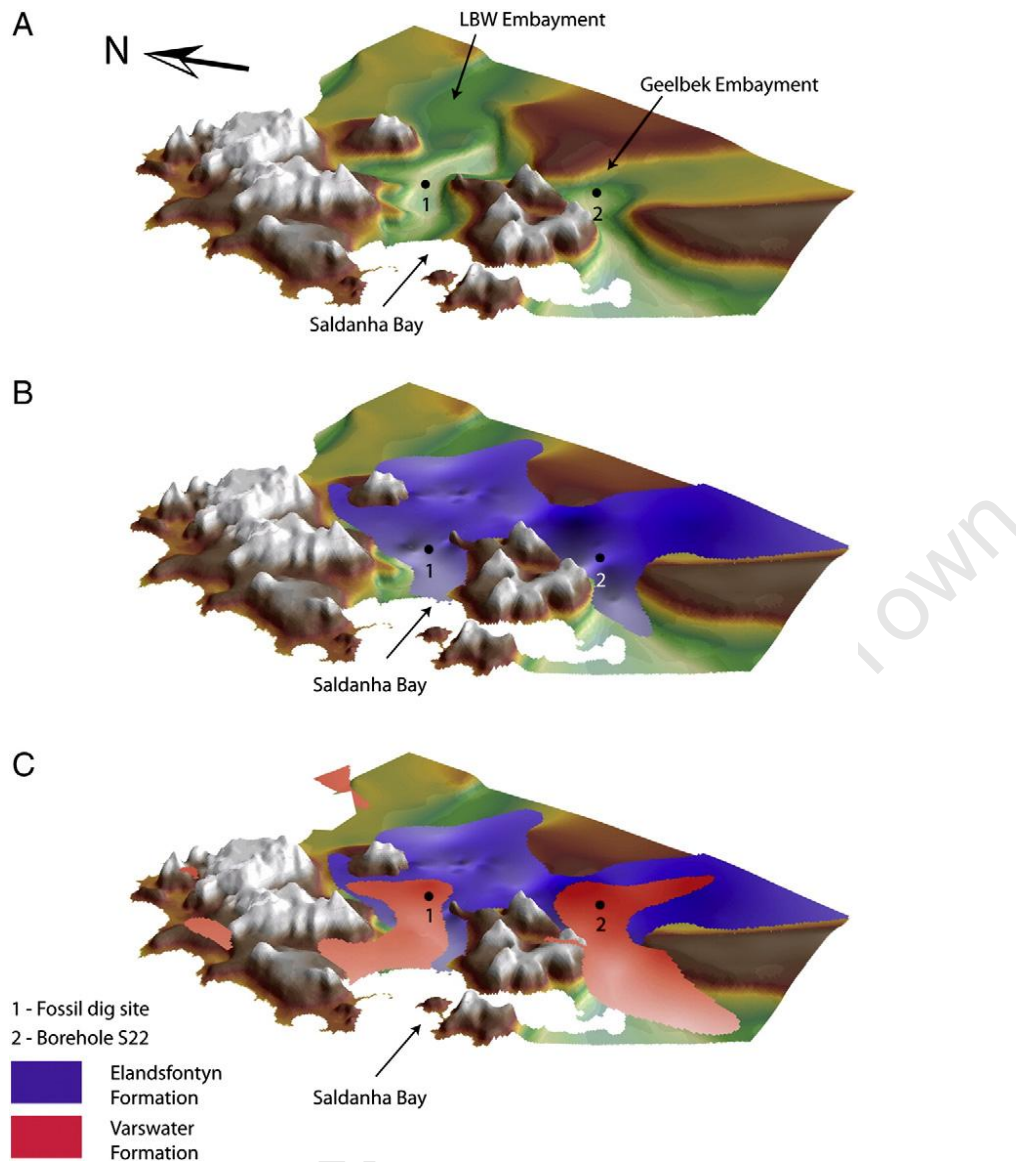 A
N
LBW Embayment
Geelbek Embayment
1
2
Saldanha Bay
B
1
2
Saldanha Bay
C
1
2
1 - Fossil dig site
2 - Borehole S22
Elandsfontyn
Formation
Saldanha Bay
Varswater
Formation
Town